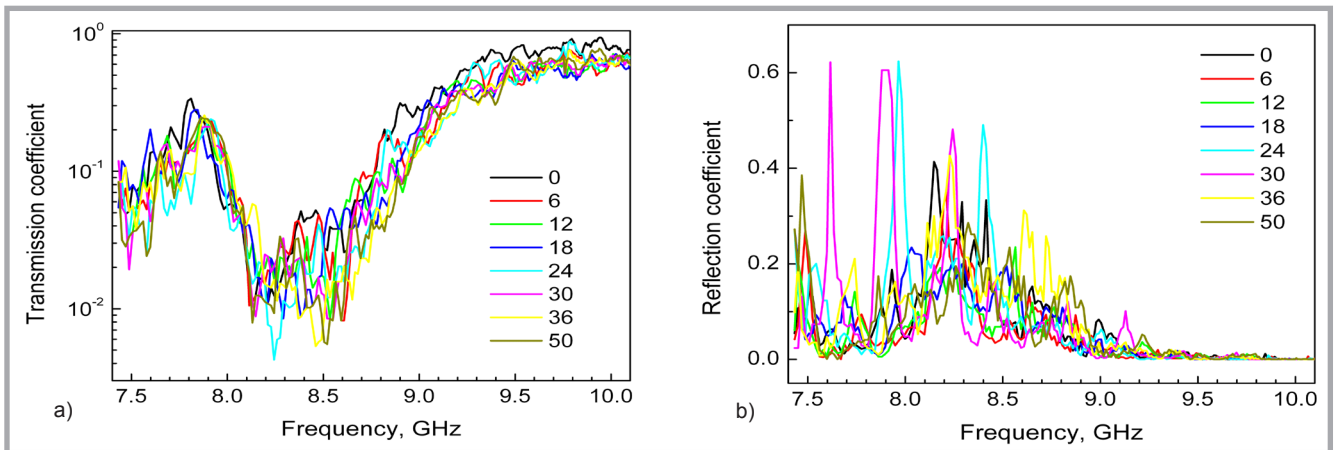 10⁰
10⁻¹
10⁻²
Transmission coefficient
0
6
12
18
24
30
36
50
7.5 8.0 8.5 9.0 9.5 10.0
a)
Frequency, GHz
0.6
0.4
0.2
0.0
Reflection coefficient
0
6
12
18
24
30
36
50
7.5 8.0 8.5 9.0 9.5 10.0
b)
Frequency, GHz